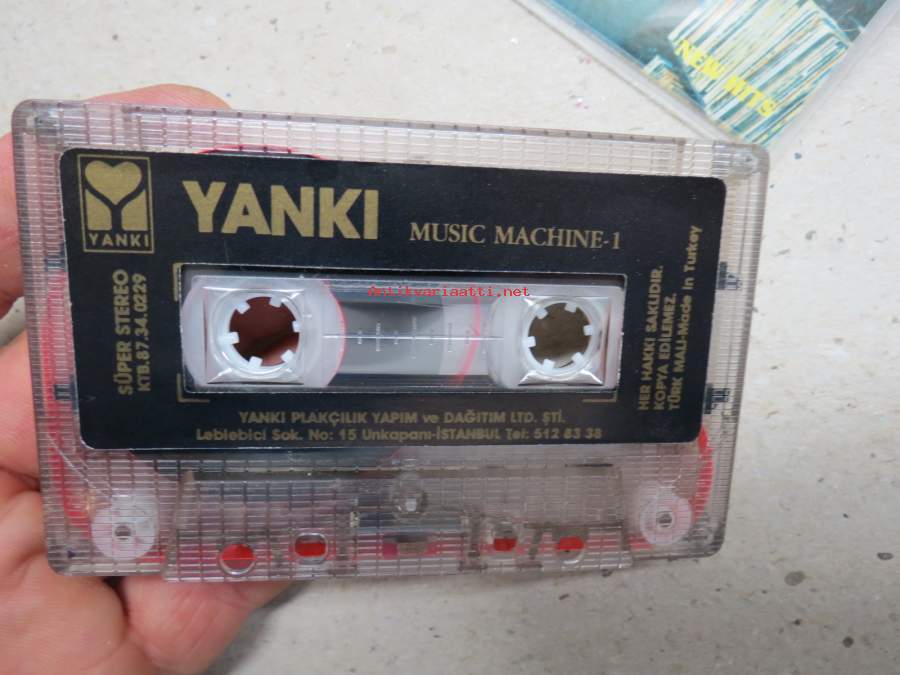 NEW HITS
YANKI
YANKI
MUSIC MACHINE-1
SÜPER STEREO
KTB.87.34.0229
antikvariaatti.net
HER HAKKI SAKLIDIR.
KOPYA EDİLEMEZ.
TÜRK MALI-Made in Turkey
YANKI PLAKÇILIK YAPIM ve DAĞITIM LTD. ŞTİ.
Leblebici Sok. No: 15 Unkapanı-İSTANBUL Tel: 512 83 38